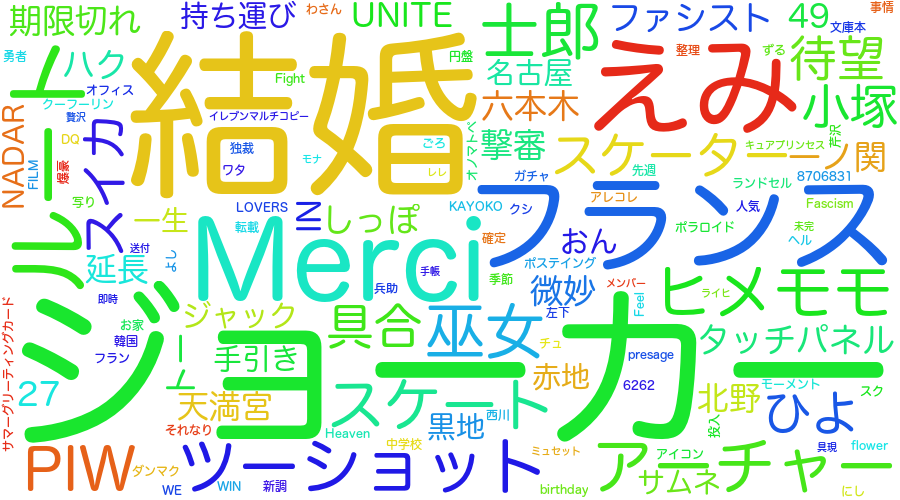 期限切れ
持ち運び
わさん
UNITE
士郎
ファシスト
49
事情
文庫本
勇者
ハク
オフィス
クーフーリン
贅沢
DQ
結婚
Fight
円盤
名古屋
六本木
えみ
整理
ずる
待望
小塚
芹沢
イレブンマルチコピー
独裁
ワタ
モナ
ごろ
レレ
オノマトペ
撃審
スケーター
キュアプリンセス
一ノ関
NADAR
FILM
爆豪
スイカ
写り
一生
LOVERS
転載
IN
しっぽ
KAYOKO
クシ
ガチャ
先週
アレコレ
ランドセル
8706831
人気
Fascism
ポラロイド
未完
ヘル
フランス
Merci
確定
おん
季節
ポステイング
微妙
左下
メンバー
Feel
ヒメモモ
ライヒ
送付
よし
延長
即時
手帳
兵助
ジャック
具合
巫女
チュ
タッチパネル
お家
韓国
フラン
サマーグリーティングカード
ジョーカー
シール
トート
手引き
presage
6262
赤地
モーメント
スク
27
天満宮
スケート
西川
黒地
北野
ひよ
投入
それなり
Heaven
中学校
ミュセット
アイコン
具現
flower
PIW
ダンマク
WE
WIN
新調
ツーショット
birthday
アーチャー
サムネ
にし